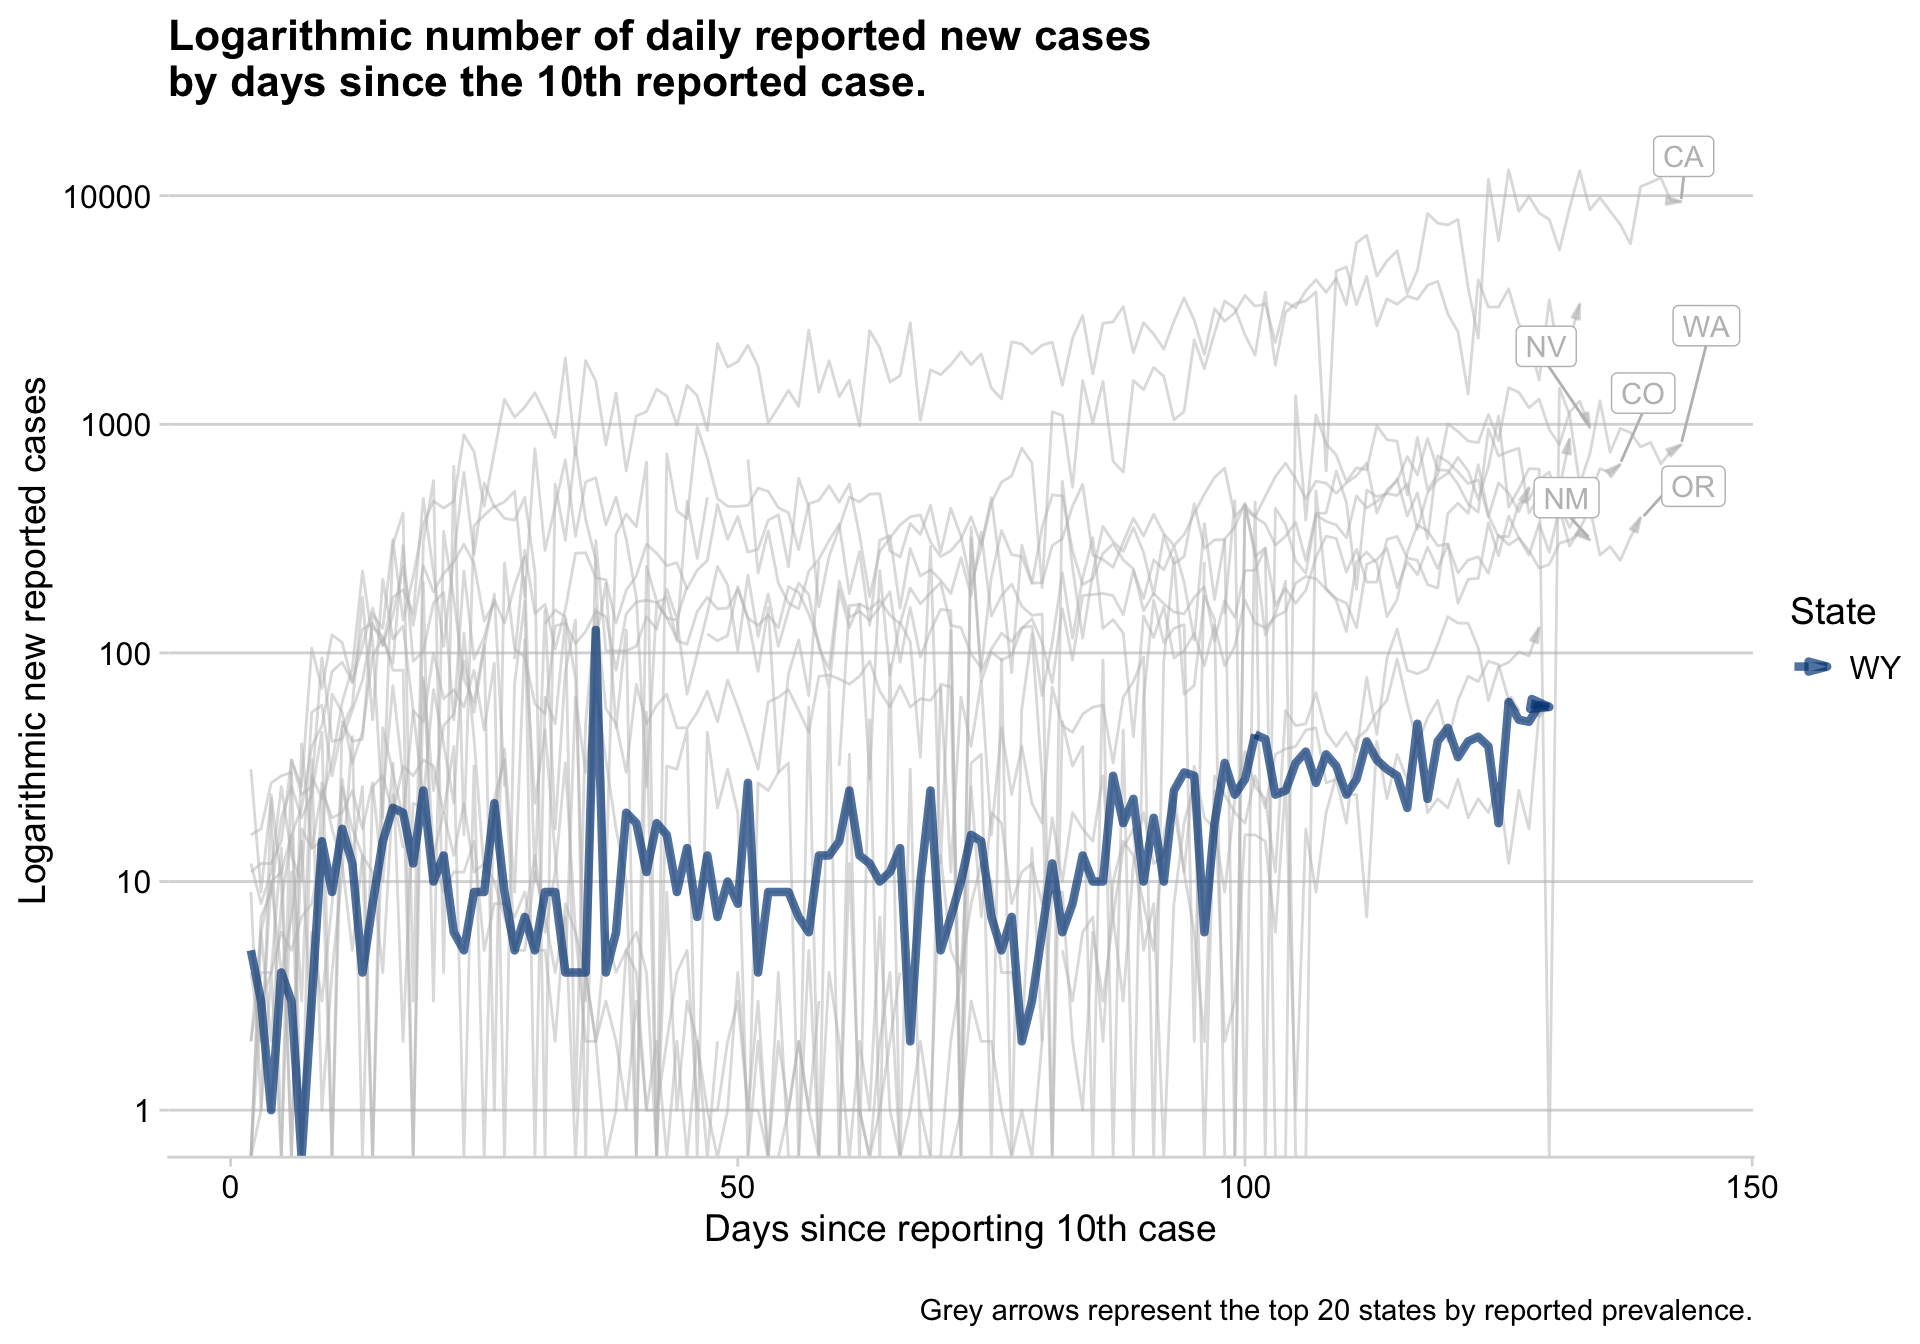 Logarithmic number of daily reported new cases
by days since the 10th reported case.
Logarithmic new reported cases
10000
1000
100
10
1
CA
WA
NV
CO
NM
OR
State
WY
0
50
100
150
Days since reporting 10th case
Grey arrows represent the top 20 states by reported prevalence.